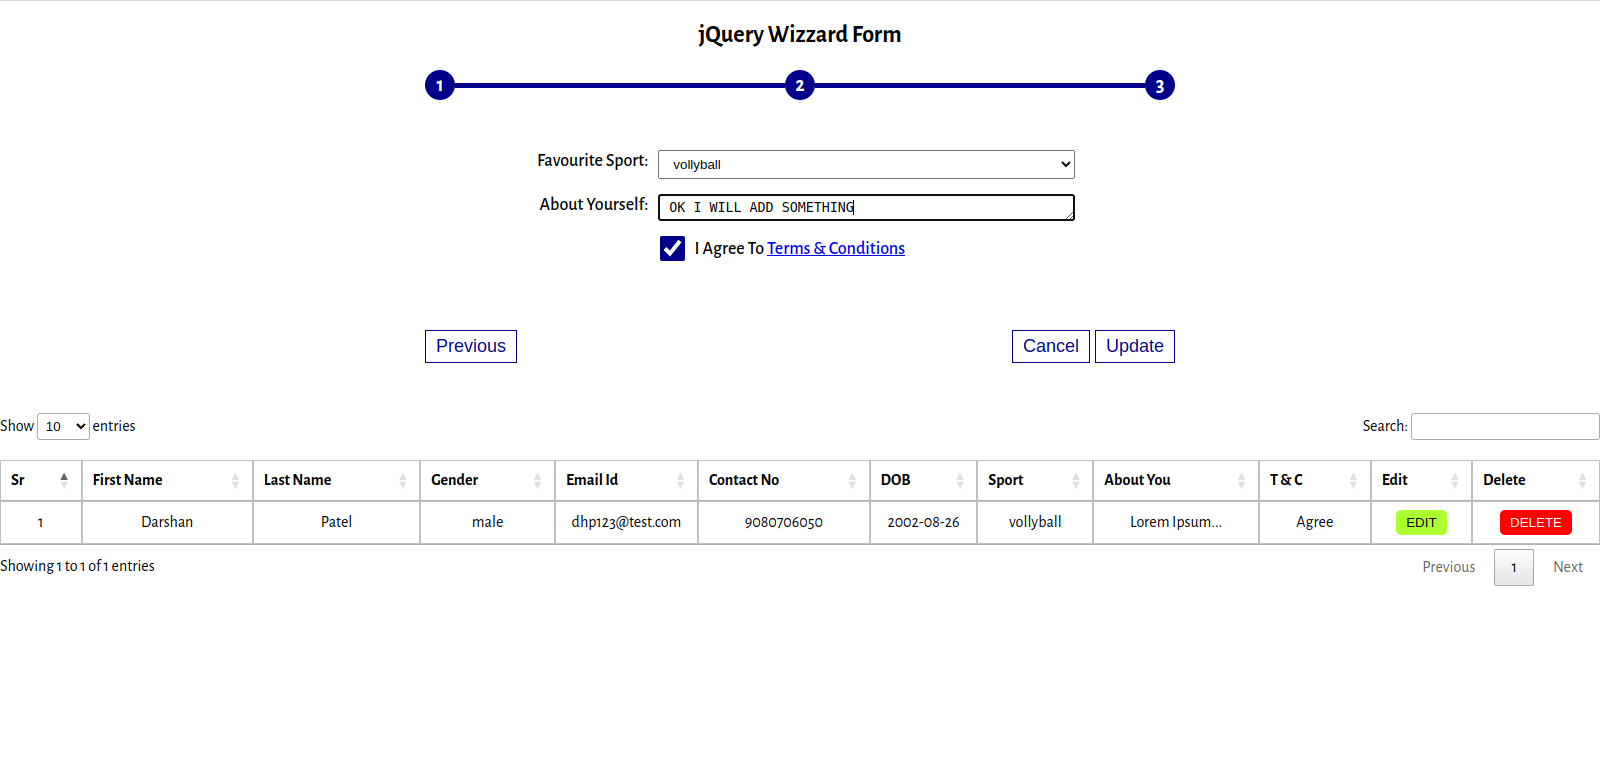 jQuery Wizzard Form
1 2 3
Favourite Sport: vollyball
About Yourself: OK I WILL ADD SOMETHING
I Agree To Terms & Conditions
Previous Cancel Update
Show 10 entries Search:
Sr First Name Last Name Gender Email Id Contact No DOB Sport About You T & C Edit Delete
1 Darshan Patel male dhp123@test.com 9080706050 2002-08-26 vollyball Lorem Ipsum... Agree EDIT DELETE
Showing 1 to 1 of 1 entries Previous 1 Next